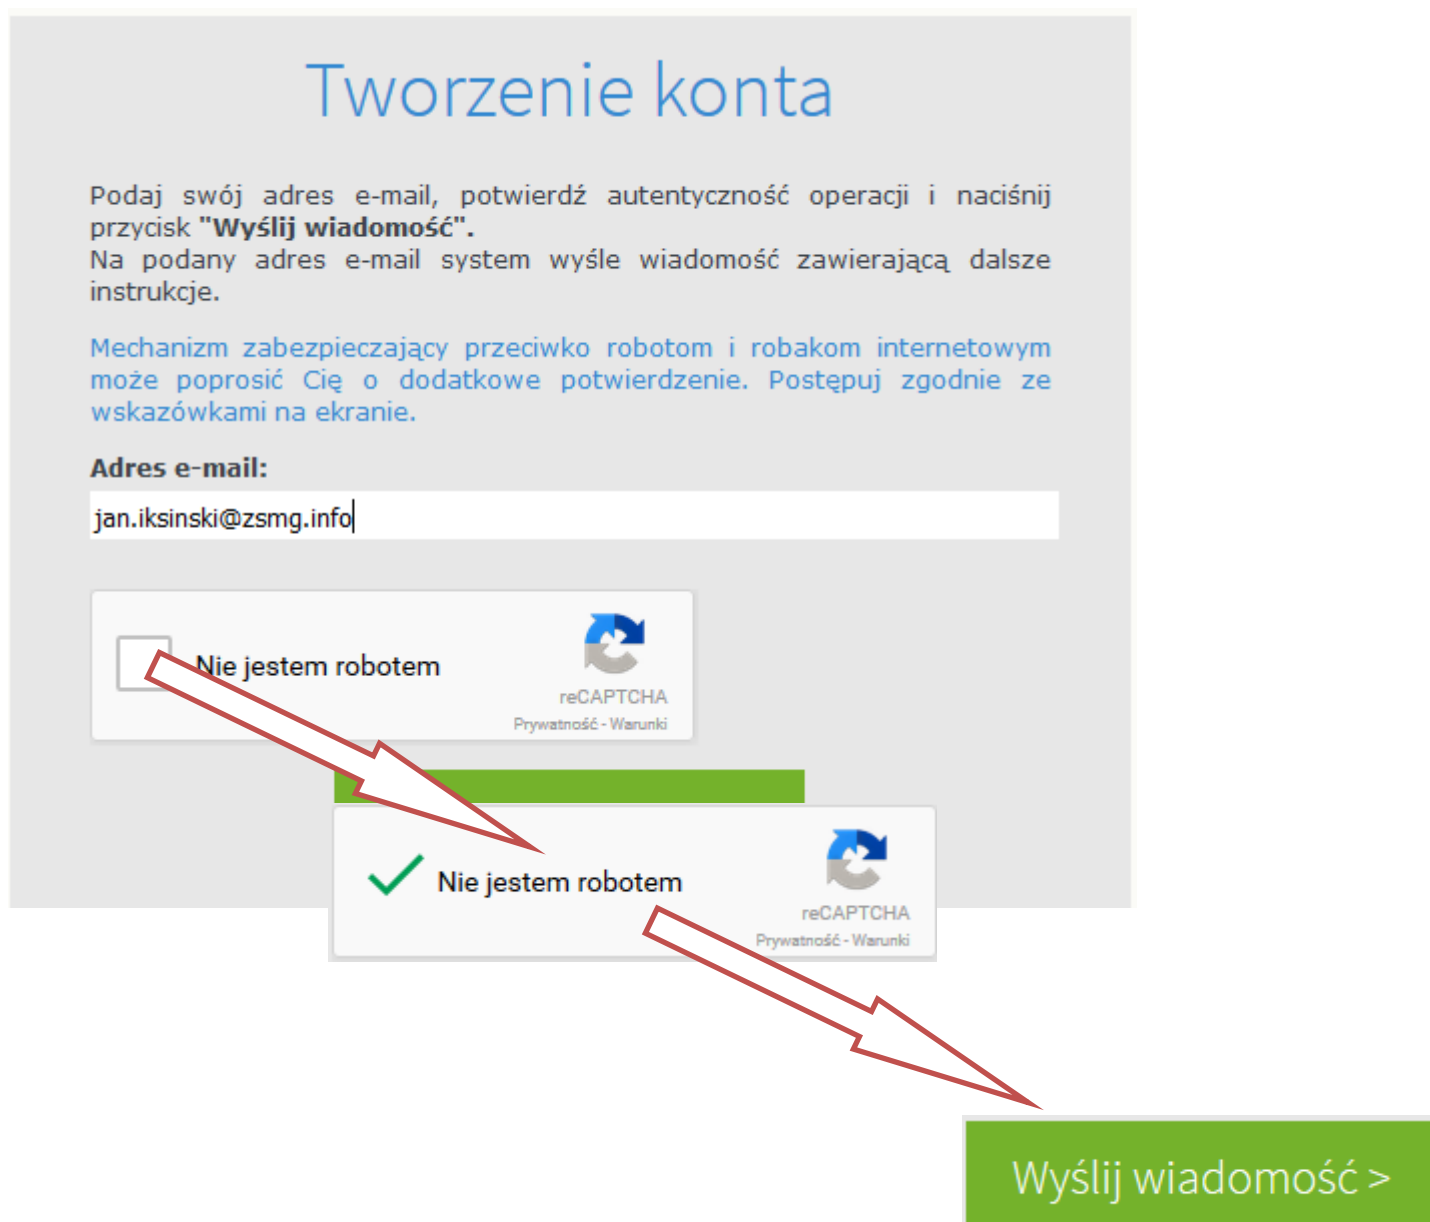 Tworzenie konta
Podaj swój adres e-mail, potwierdź autentyczność operacji i naciśnij
przycisk "Wyślij wiadomość".
Na podany adres e-mail system wyśle wiadomość zawierającą dalsze
instrukcje.
Mechanizm zabezpieczający przeciwko robotom i robakom internetowym
może poprosić Cię o dodatkowe potwierdzenie. Postępuj zgodnie ze
wskazówkami na ekranie.
Adres e-mail:
jan.iksinski@zsmg.info
Nie jestem robotem
reCAPTCHA
Prywatność - Warunki
Nie jestem robotem
reCAPTCHA
Prywatność - Warunki
Wyślij wiadomość >